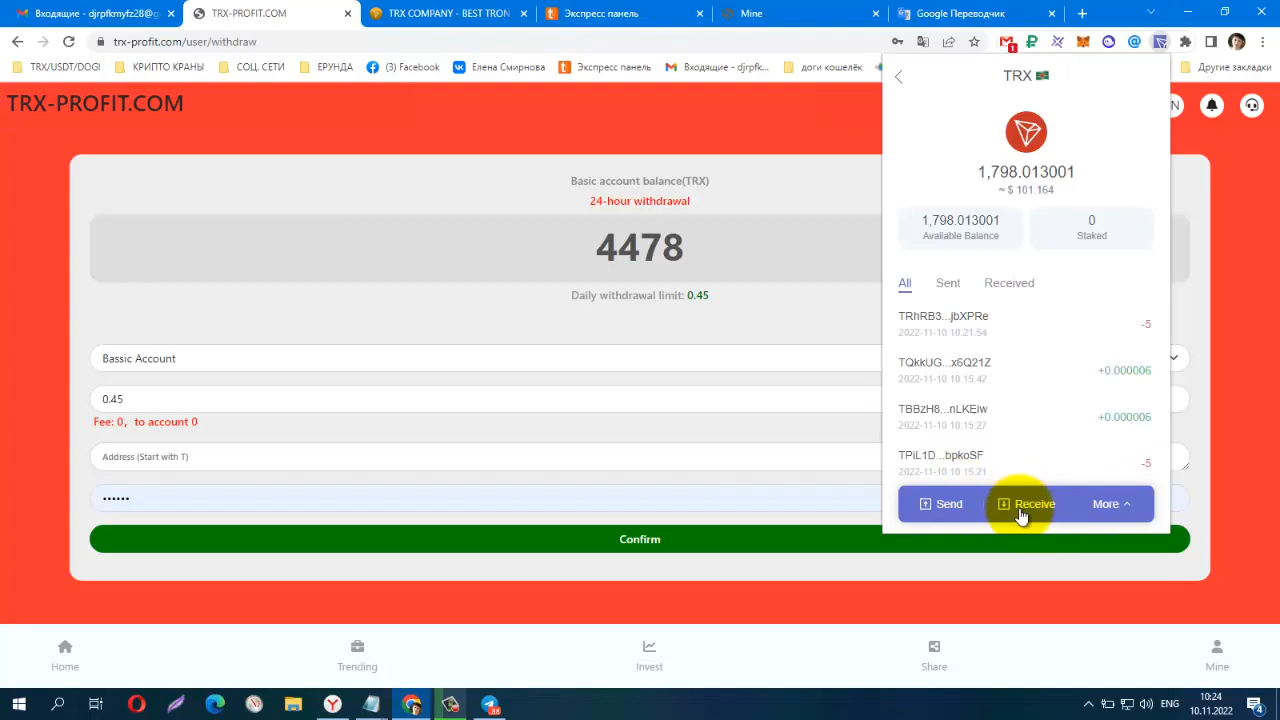 Входящие - djrpfkmyfz28@g
TRX-PROFIT.COM
TRX COMPANY - BEST TRON
Экспресс панель
Mine
Google Переводчик
trx-profit.com/user/withdraw
1
TRX/USDT/DOGI
КРИПТО КРАНЫ
СОЦ. СЕТИ
ЕРУНДА
(3) Facebook
Елена Смирнова
Экспресс панель
Входящие - djrpfk...
доги кошелёк
Другие закладки
TRX-PROFIT.COM
N
Basic account balance(TRX)
24-hour withdrawal
4478
Daily withdrawal limit: 0.45
Bassic Account
0.45
Fee: 0, to account 0
Address (Start with T)
••••••
Confirm
TRX
1,798.013001
≈ $ 101.164
1,798.013001
Available Balance
0
Staked
All
Sent
Received
TRhRB3...jbXPRe
2022-11-10 10:21:54
-5
TQkkUG...x6Q21Z
2022-11-10 10:15:42
+0.000006
TBBzH8...nLKEiw
2022-11-10 10:15:27
+0.000006
TPiL1D...bpkoSF
2022-11-10 10:15:21
-5
Send
Receive
More
Home
Trending
Invest
Share
Mine
ENG
10:24
10.11.2022
4